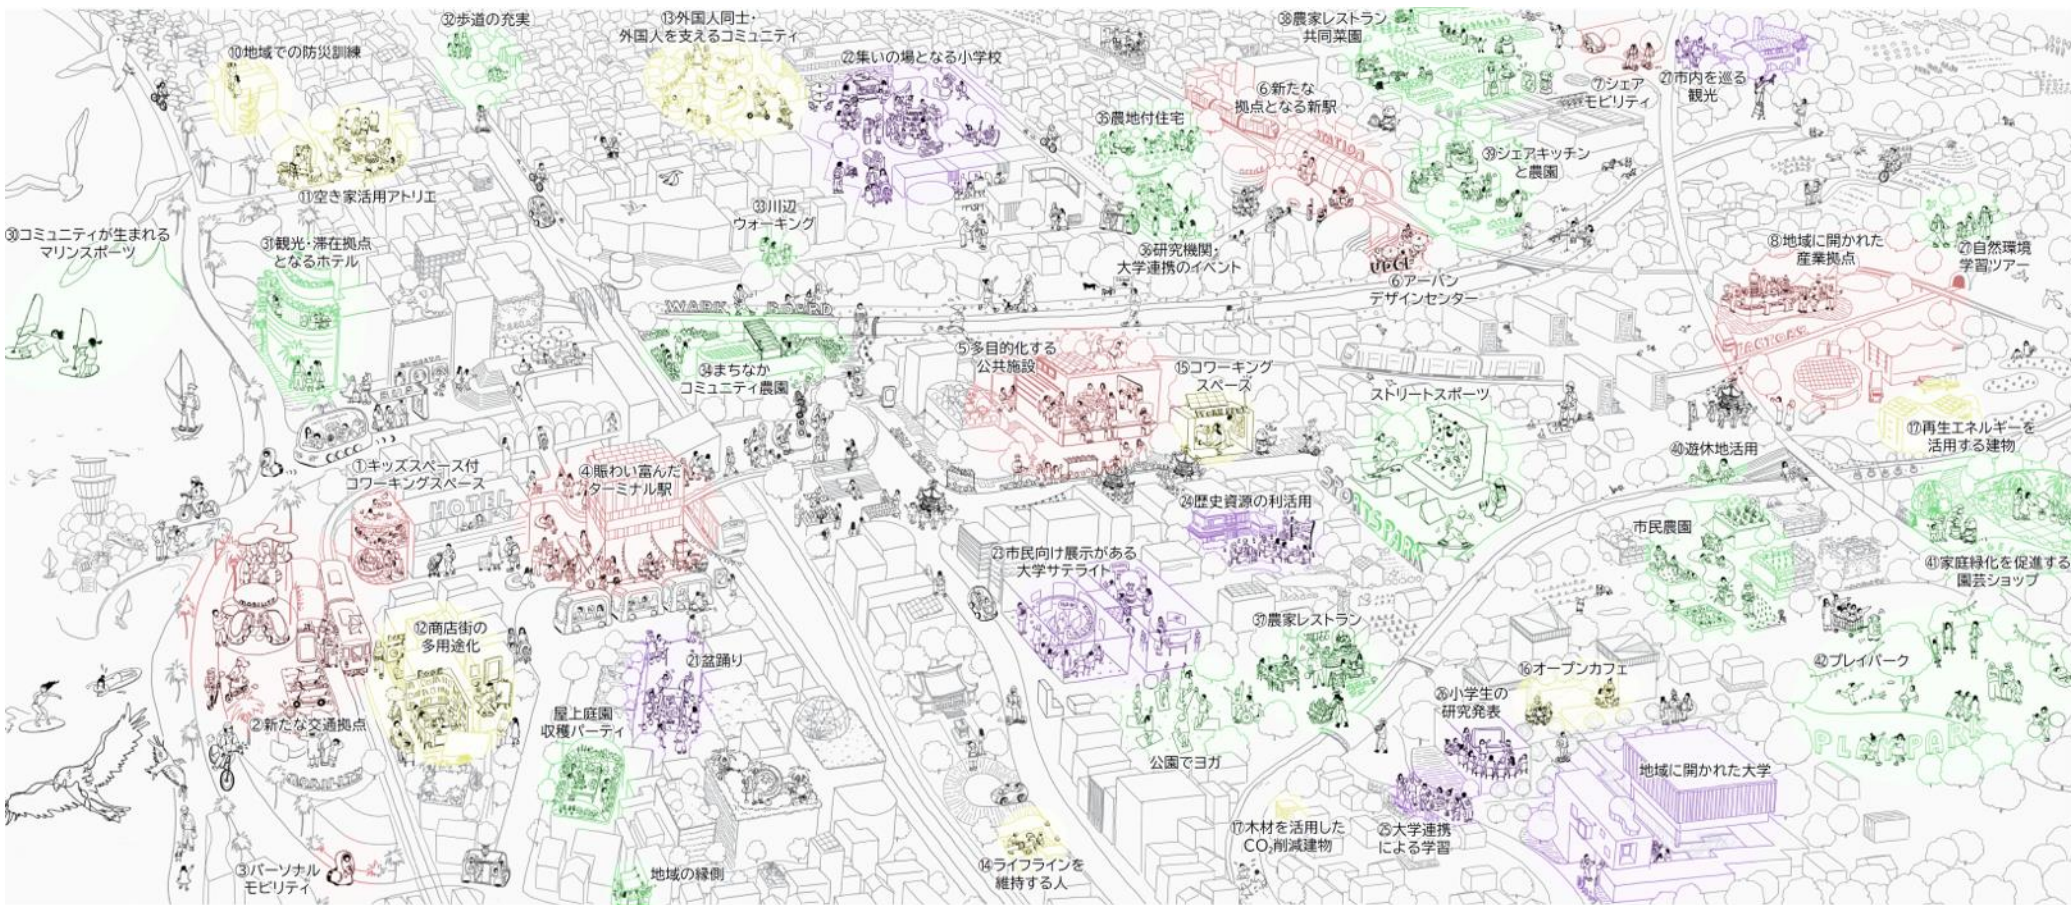 ㉜歩道の充実
⑬外国人同士・
外国人を支えるコミュニティ
㊳農家レストラン
共同菜園
⑩地域での防災訓練
㉒集いの場となる小学校
⑥新たな
拠点となる新駅
⑦シェア
モビリティ
㉗市内を巡る
観光
㉟農地付住宅
STATION
㊴シェアキッチン
と農園
⑪空き家活用アトリエ
㉝川辺
ウォーキング
㉚コミュニティが生まれる
マリンスポーツ
㉛観光・滞在拠点
となるホテル
㊱研究機関・
大学連携のイベント
⑧地域に開かれた
産業拠点
㉗自然環境
学習ツアー
UDCI
⑥アーバン
デザインセンター
WARK BOARD
FACTORY
⑤多目的化する
公共施設
⑮コワーキング
スペース
㉞まちなか
コミュニティ農園
ストリートスポーツ
⑰再生エネルギーを
活用する建物
㊵遊休地活用
①キッズスペース付
コワーキングスペース
④賑わい富んだ
ターミナル駅
HOTEL
SPORTSPARK
㉔歴史資源の利活用
市民農園
㉓市民向け展示がある
大学サテライト
㊶家庭緑化を促進する
園芸ショップ
MOBILITY
⑫商店街の
多用途化
㊲農家レストラン
㉑盆踊り
㊷プレイパーク
⑯オープンカフェ
㉖小学生の
研究発表
②新たな交通拠点
屋上庭園
収穫パーティ
PLAYPARK
公園でヨガ
地域に開かれた大学
⑰木材を活用した
CO₂削減建物
㉕大学連携
による学習
③パーソナル
モビリティ
地域の縁側
⑭ライフラインを
維持する人